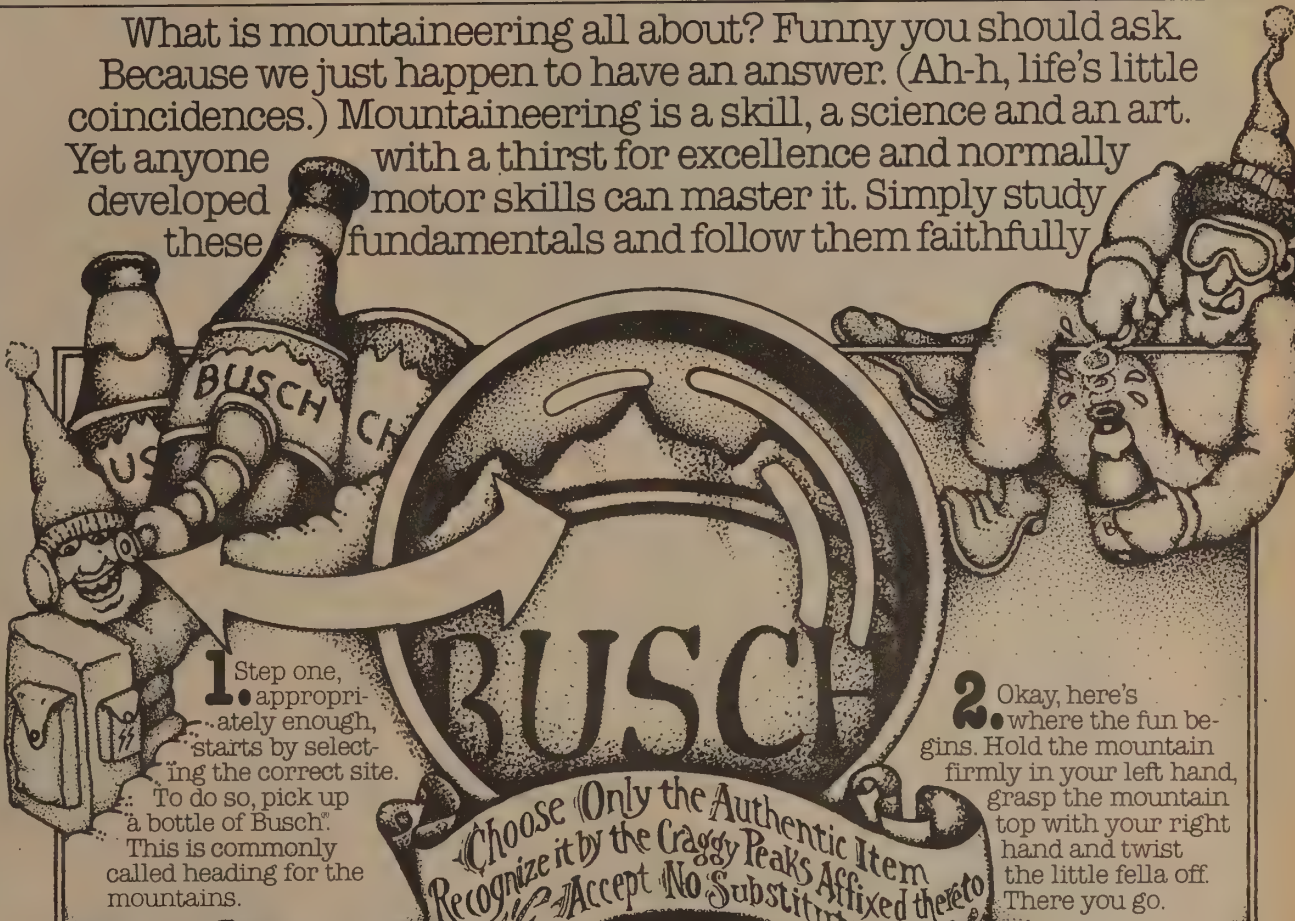 What is mountaineering all about? Funny you should ask.
Because we just happen to have an answer. (Ah-h, life's little
coincidences.) Mountaineering is a skill, a science and an art.
Yet anyone with a thirst for excellence and normally
developed motor skills can master it. Simply study
these fundamentals and follow them faithfully
BUSCH
US
CH
BUSCH
1. Step one,
appropri-
ately enough,
starts by select-
ing the correct site.
To do so, pick up
a bottle of Busch®.
This is commonly
called heading for the
mountains.
2. Okay, here's
where the fun be-
gins. Hold the mountain
firmly in your left hand,
grasp the mountain
top with your right
hand and twist
the little fella off.
There you go.
Choose Only the Authentic Item
Recognize it by the Craggy Peaks Affixed thereto
Accept No